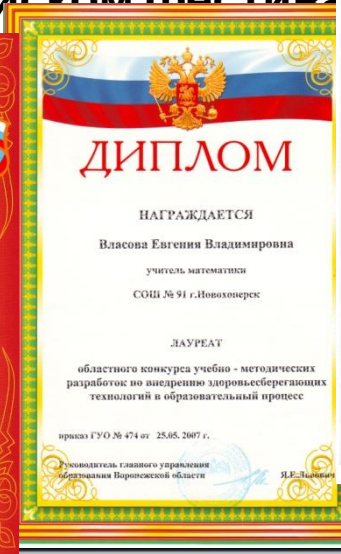 ДИПЛОМ
НАГРАЖДАЕТСЯ
Власова Евгения Владимировна
учитель математики
СОШ № 91 г.Новохоперск
ЛАУРЕАТ
областного конкурса учебно - методических
разработок по внедрению здоровьесберегающих
технологий в образовательный процесс
приказ ГУО № 474 от 25.05. 2007 г.
Руководитель главного управления
образования Воронежской области